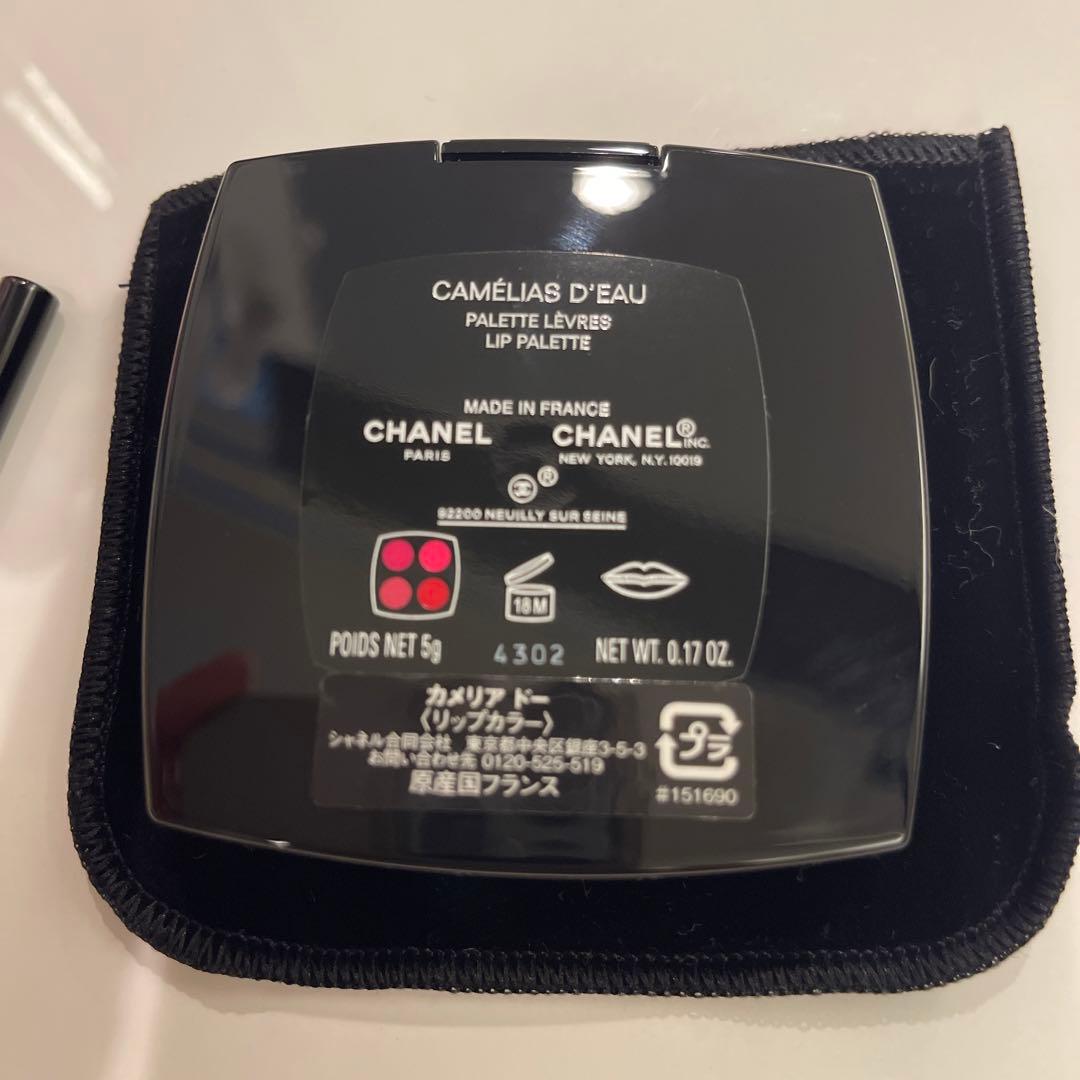 CAMÉLIAS D'EAU
PALETTE LÈVRES
LIP PALETTE
MADE IN FRANCE
CHANEL
PARIS
CHANEL® INC.
NEW YORK, N.Y. 10019
®
92200 NEUILLY SUR SEINE
18M
POIDS NET 5g
4302
NET WT. 0.17 OZ.
カメリア ドー
〈リップカラー〉
シャネル合同会社 東京都中央区銀座3-5-3
お問い合わせ先 0120-525-519
原産国フランス
プラ
#151690